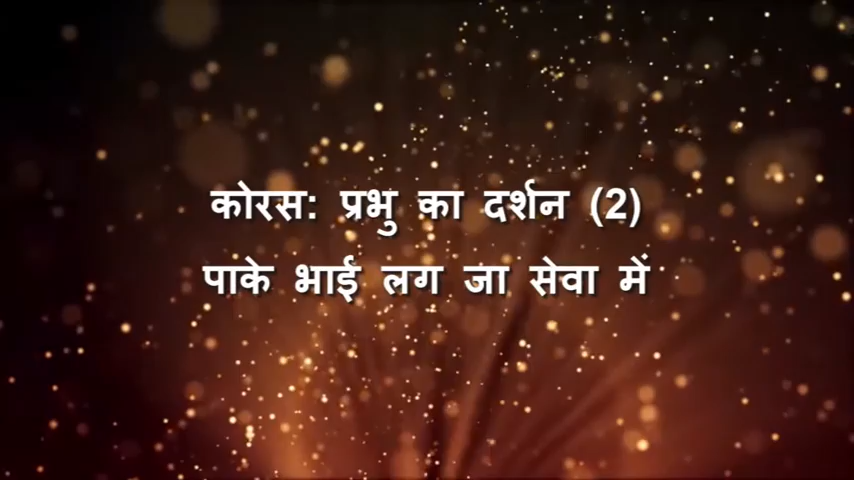 कोरस: प्रभु का दर्शन (2)
पाके भाई लग जा सेवा में